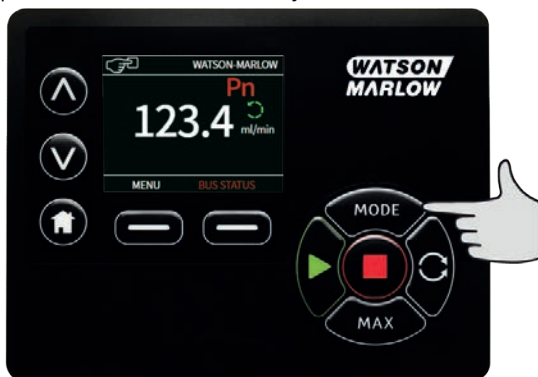 WATSON-MARLOW
Pn
123.4 ml/min
MENU BUS STATUS
WATSON
MARLOW
MODE
MAX